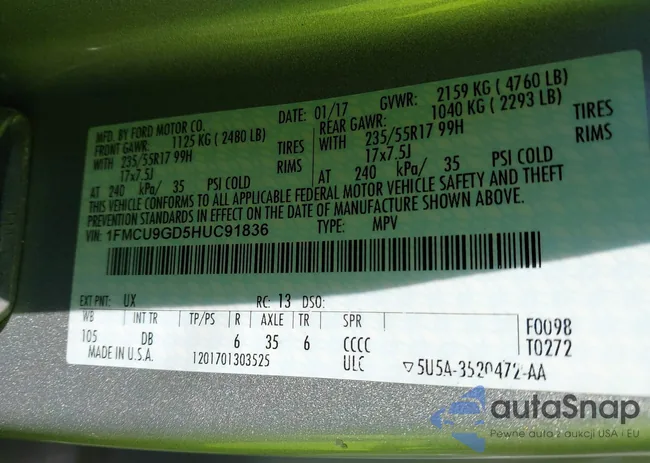 MFD. BY FORD MOTOR CO. DATE: 01/17 GVWR: 2159 KG ( 4760 LB)
FRONT GAWR: 1125 KG ( 2480 LB) REAR GAWR: 1040 KG ( 2293 LB)
WITH 235/55R17 99H TIRES WITH 235/55R17 99H TIRES
17x7.5J RIMS 17x7.5J RIMS
AT 240 kPa/ 35 PSI COLD AT 240 kPa/ 35 PSI COLD
THIS VEHICLE CONFORMS TO ALL APPLICABLE FEDERAL MOTOR VEHICLE SAFETY AND THEFT
PREVENTION STANDARDS IN EFFECT ON THE DATE OF MANUFACTURE SHOWN ABOVE.
VIN: 1FMCU9GD5HUC91836 TYPE: MPV
EXT PNT: UX RC: 13 DSO:
WB INT TR TP/PS R AXLE TR SPR F0098
105 DB 6 35 6 CCCC T0272
MADE IN U.S.A. 1201701303525 ULC ▽5U5A-3520472-AA
autaSnap
Pewne auta z aukcji USA i EU